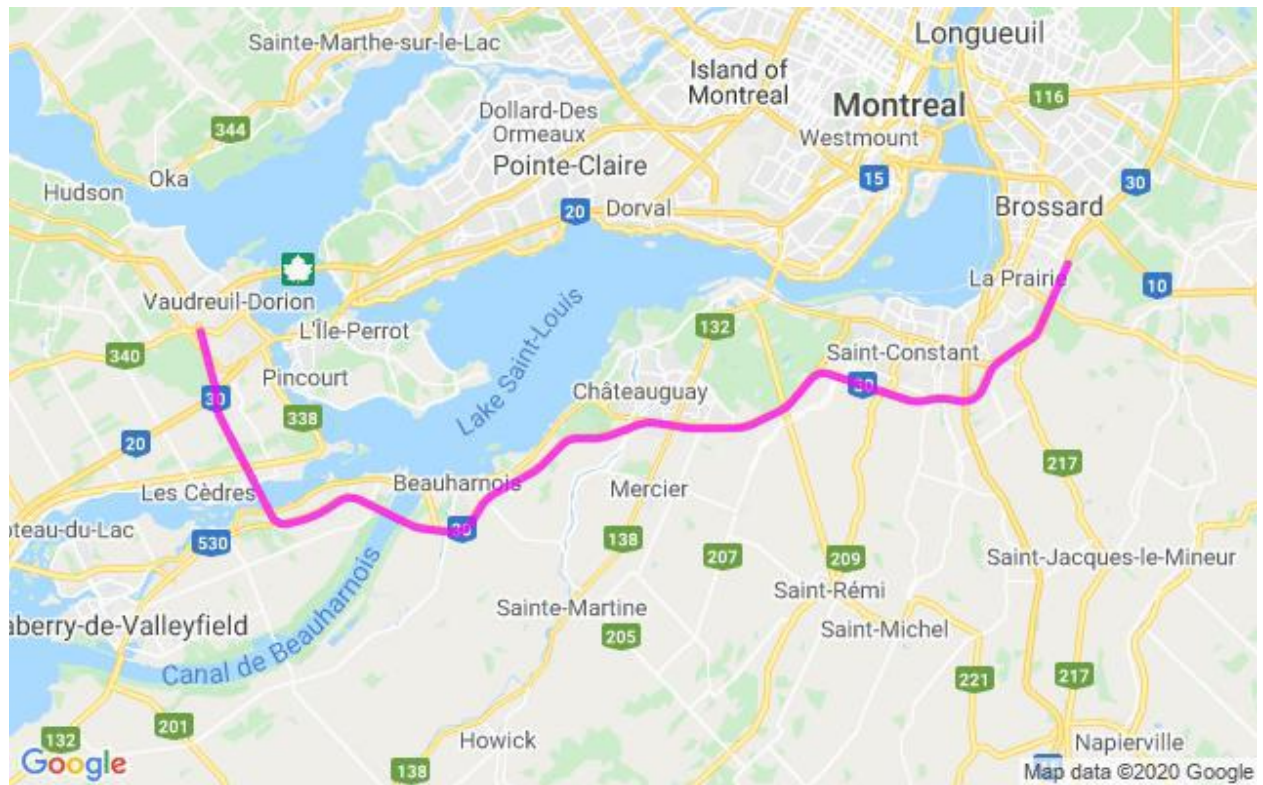 Longueuil
Sainte-Marthe-sur-le-Lac
Island of
Montreal
116
Dollard-Des
Ormeaux
Montreal
344
Westmount
Pointe-Claire
Oka
15
30
Hudson
20
Dorval
Brossard
La Prairie
10
Vaudreuil-Dorion
L'Île-Perrot
132
340
Saint-Constant
Pincourt
Lake Saint-Louis
Châteauguay
30
30
338
20
217
Les Cèdres
Beauharnois
Mercier
oteau-du-Lac
530
30
138
207
209
Saint-Jacques-le-Mineur
Saint-Rémi
aberry-de-Valleyfield
Sainte-Martine
205
Saint-Michel
Canal de Beauharnois
221
217
201
132
Howick
Napierville
Google
138
Map data ©2020 Google